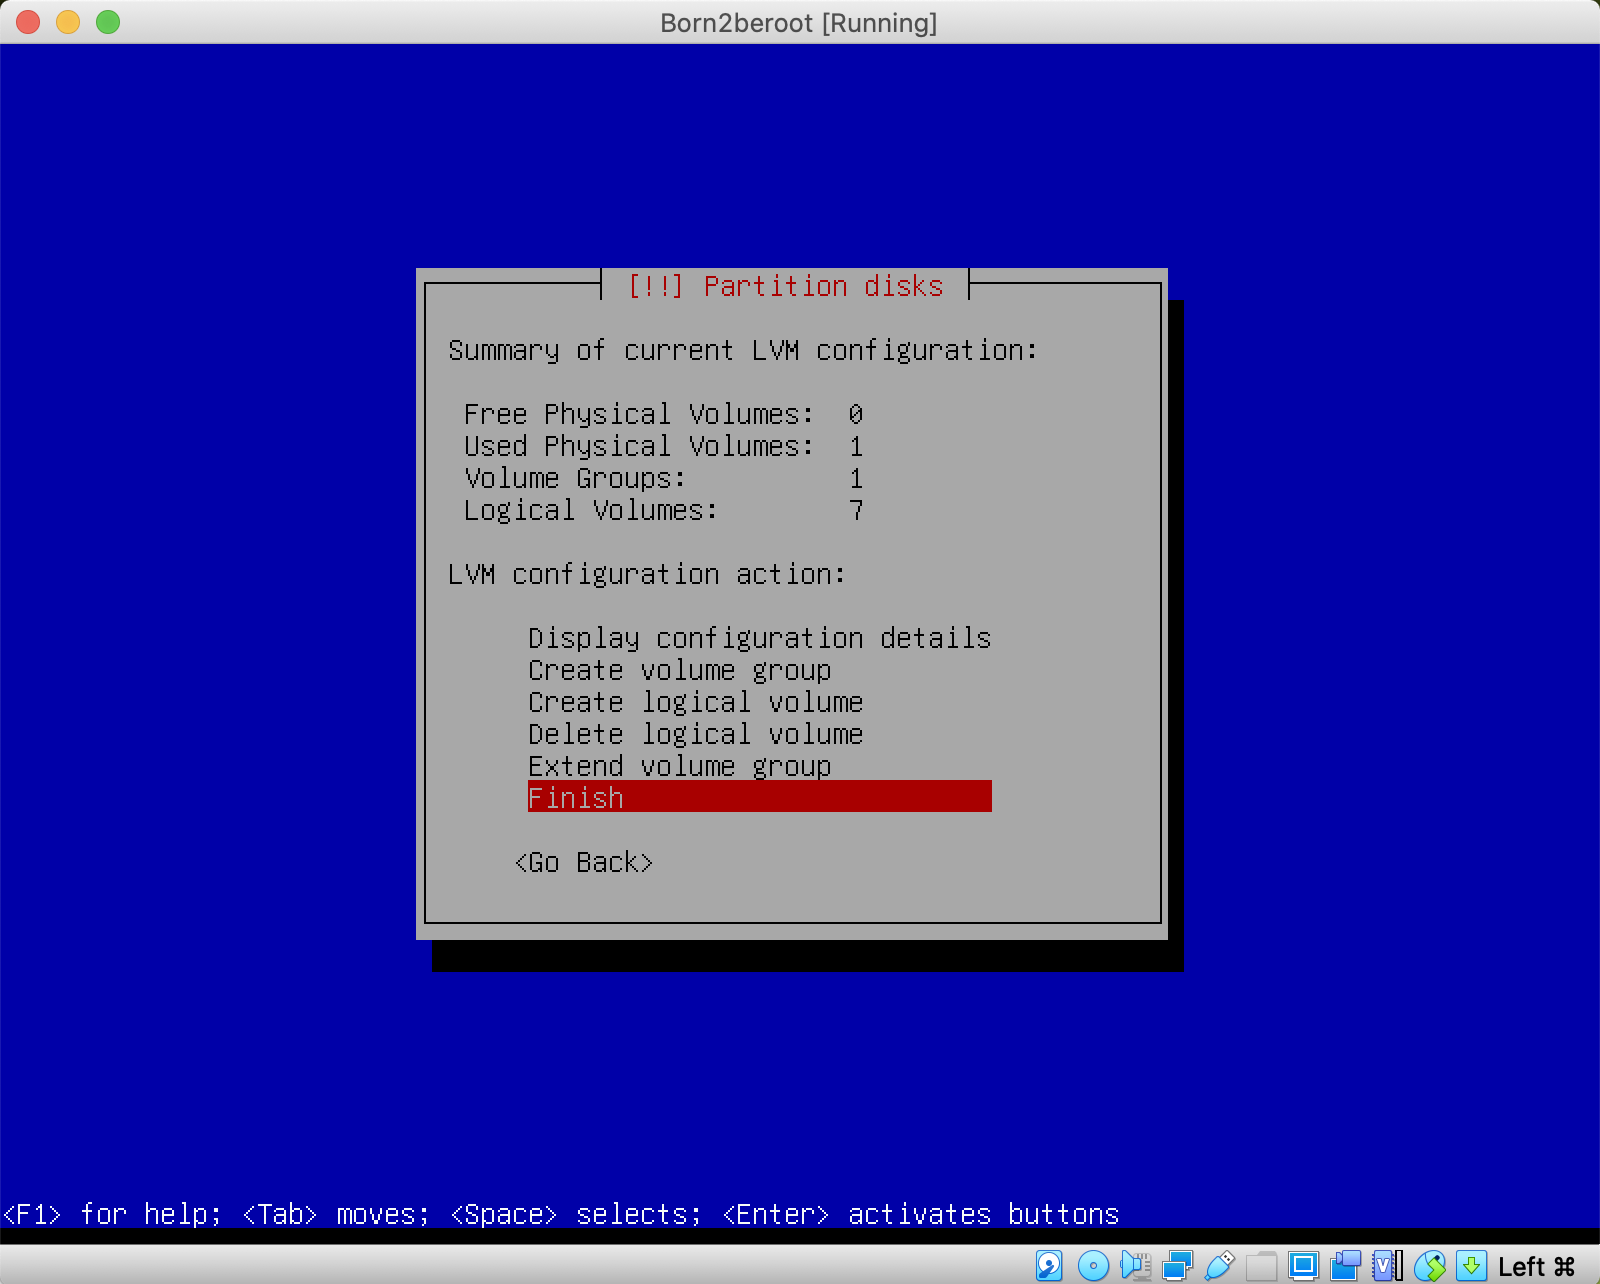 Born2beroot [Running]
[!!] Partition disks
Summary of current LVM configuration:
Free Physical Volumes: 0
Used Physical Volumes: 1
Volume Groups: 1
Logical Volumes: 7
LVM configuration action:
Display configuration details
Create volume group
Create logical volume
Delete logical volume
Extend volume group
Finish
<Go Back>
<F1> for help; <Tab> moves; <Space> selects; <Enter> activates buttons
Left ⌘